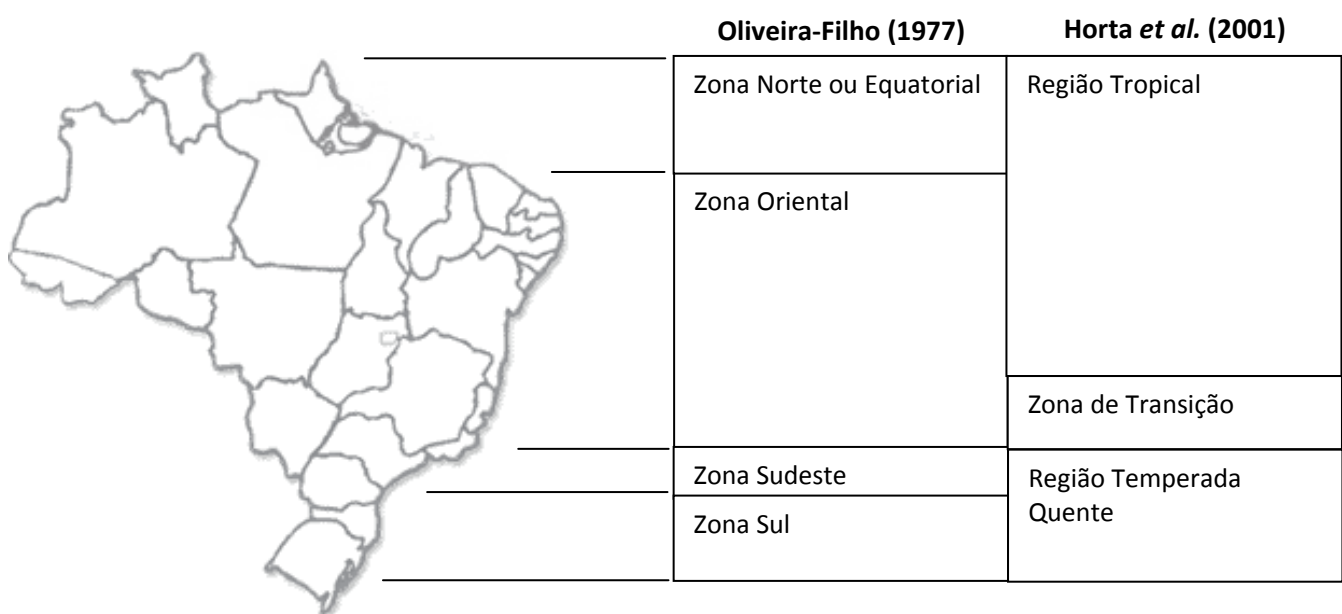 Oliveira-Filho (1977)
Horta et al. (2001)
Zona Norte ou Equatorial
Região Tropical
Zona Oriental
Zona de Transição
Zona Sudeste
Região Temperada
Quente
Zona Sul